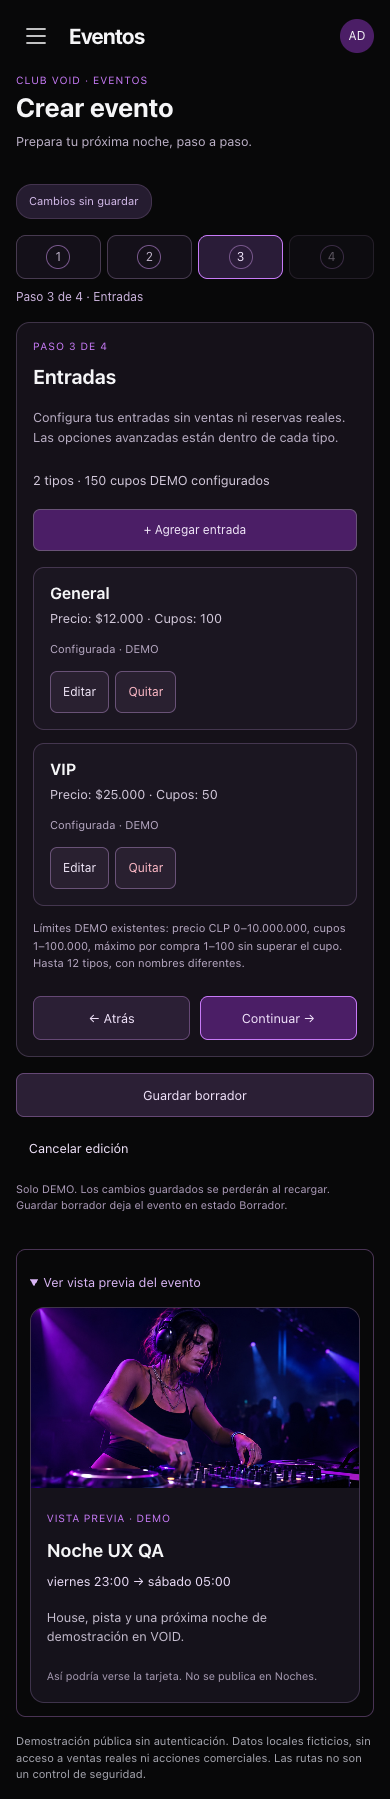 Eventos
AD
CLUB VOID · EVENTOS
Crear evento
Prepara tu próxima noche, paso a paso.
Cambios sin guardar
1
2
3
4
Paso 3 de 4 · Entradas
PASO 3 DE 4
Entradas
Configura tus entradas sin ventas ni reservas reales.
Las opciones avanzadas están dentro de cada tipo.
2 tipos · 150 cupos DEMO configurados
+ Agregar entrada
General
Precio: $12.000 · Cupos: 100
Configurada · DEMO
Editar
Quitar
VIP
Precio: $25.000 · Cupos: 50
Configurada · DEMO
Editar
Quitar
Límites DEMO existentes: precio CLP 0–10.000.000, cupos
1–100.000, máximo por compra 1–100 sin superar el cupo.
Hasta 12 tipos, con nombres diferentes.
← Atrás
Continuar →
Guardar borrador
Cancelar edición
Solo DEMO. Los cambios guardados se perderán al recargar.
Guardar borrador deja el evento en estado Borrador.
▼ Ver vista previa del evento
VISTA PREVIA · DEMO
Noche UX QA
viernes 23:00 → sábado 05:00
House, pista y una próxima noche de
demostración en VOID.
Así podría verse la tarjeta. No se publica en Noches.
Demostración pública sin autenticación. Datos locales ficticios, sin
acceso a ventas reales ni acciones comerciales. Las rutas no son
un control de seguridad.